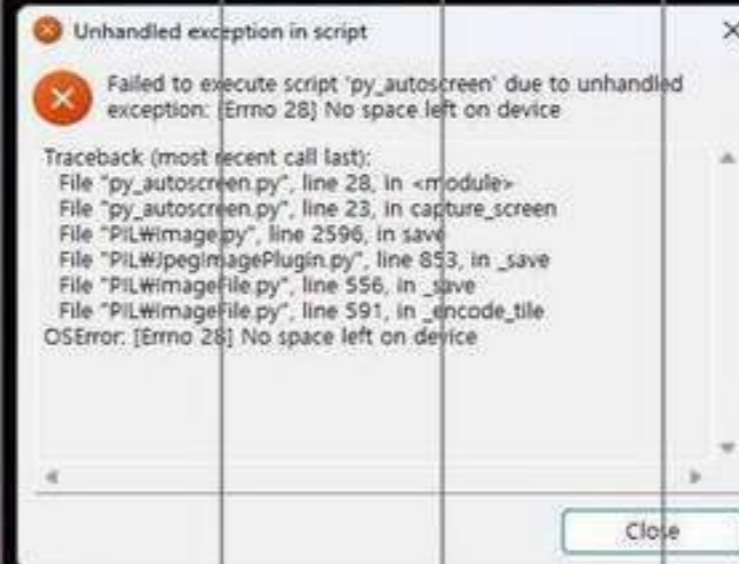 Unhandled exception in script
Failed to execute script 'py_autoscreen' due to unhandled
exception: [Errno 28] No space left on device
Traceback (most recent call last):
File "py_autoscreen.py", line 28, in <module>
File "py_autoscreen.py", line 23, in capture_screen
File "PIL₩Image.py", line 2596, in save
File "PIL₩JpegImagePlugin.py", line 853, in _save
File "PIL₩ImageFile.py", line 556, in _save
File "PIL₩ImageFile.py", line 591, in _encode_tile
OSError: [Errno 28] No space left on device
Close